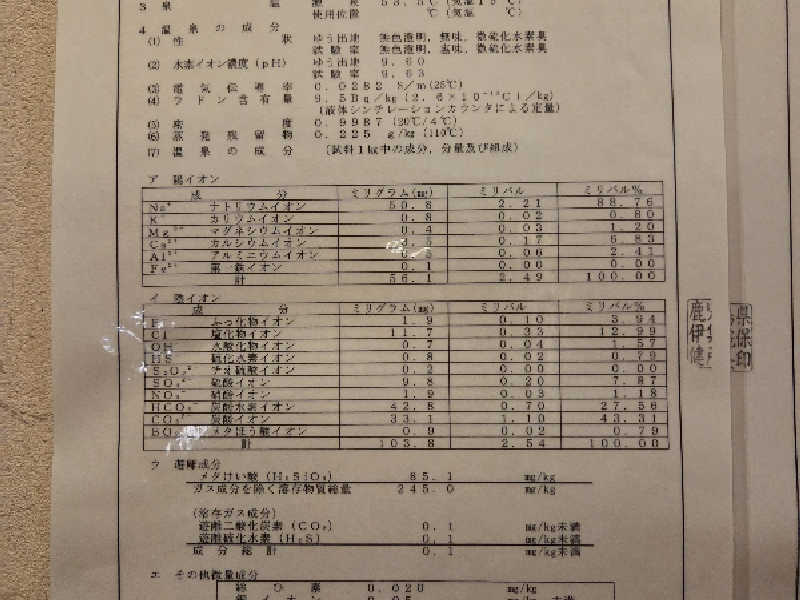 3 泉 温
使用位置 ℃ (気温 ℃)
4 温泉の成分
(1) 性 状 ゆう出地 無色透明,無味,微硫化水素臭
試験室 無色透明,
(2) 水素イオン濃度 (pH) ゆう出地 9.60
試験室 9.63
(3) 電気伝導率 0.0282 S/m (25℃)
(4) ラドン含有量 9.5Bq/kg
(液体シンチレーションカウンタによる定量)
(5) 密 度 0.9987 (20℃/4℃)
(6) 蒸発残留物 0.225 g/kg (110℃)
(7) 温泉の成分 (試料1kg中の成分,分量及び組成)
ア 陽イオン
成 分 ミリグラム(mg) ミリバル ミリバル%
Na⁺ ナトリウムイオン 50.8 2.21 88.76
K⁺ カリウムイオン 0.8 0.02 0.80
Mg²⁺ マグネシウムイオン 0.4 0.03 1.20
Ca²⁺ カルシウムイオン 0.17 6.83
Al³⁺ アルミニウムイオン 0.5 0.06 2.41
Fe²⁺ 第一鉄イオン 0.1 0.00 0.00
計 56.1 2.49 100.00
イ 陰イオン
成 分 ミリグラム(mg) ミリバル ミリバル%
F⁻ ふっ化物イオン 1.9 0.10 3.94
Cl⁻ 塩化物イオン 11.7 0.33 12.99
OH⁻ 水酸化物イオン 0.7 0.04 1.57
HS⁻ 硫化水素イオン 0.8 0.02 0.79
S₂O₃²⁻ チオ硫酸イオン 0.2 0.00 0.00
SO₄²⁻ 硫酸イオン 9.8 0.20 7.87
NO₃⁻ 硝酸イオン 1.9 0.03 1.18
HCO₃⁻ 炭酸水素イオン 42.8 0.70 27.56
CO₃²⁻ 炭酸イオン 33.1 1.10 43.31
BO₂⁻ メタほう酸イオン 0.9 0.02 0.79
計 103.8 2.54 100.00
ウ 遊離成分
メタけい酸 (H₂SiO₃) 85.1 mg/kg
ガス成分を除く溶存物質総量 245.0 mg/kg
(溶存ガス成分)
遊離二酸化炭素 (CO₂) 0.1 mg/kg未満
遊離硫化水素 (H₂S) 0.1 mg/kg未満
成分総計 0.1 mg/kg未満
エ その他微量成分
総ひ素 0.020 mg/kg
イオン 0.05
鹿
伊
健
県
保
印